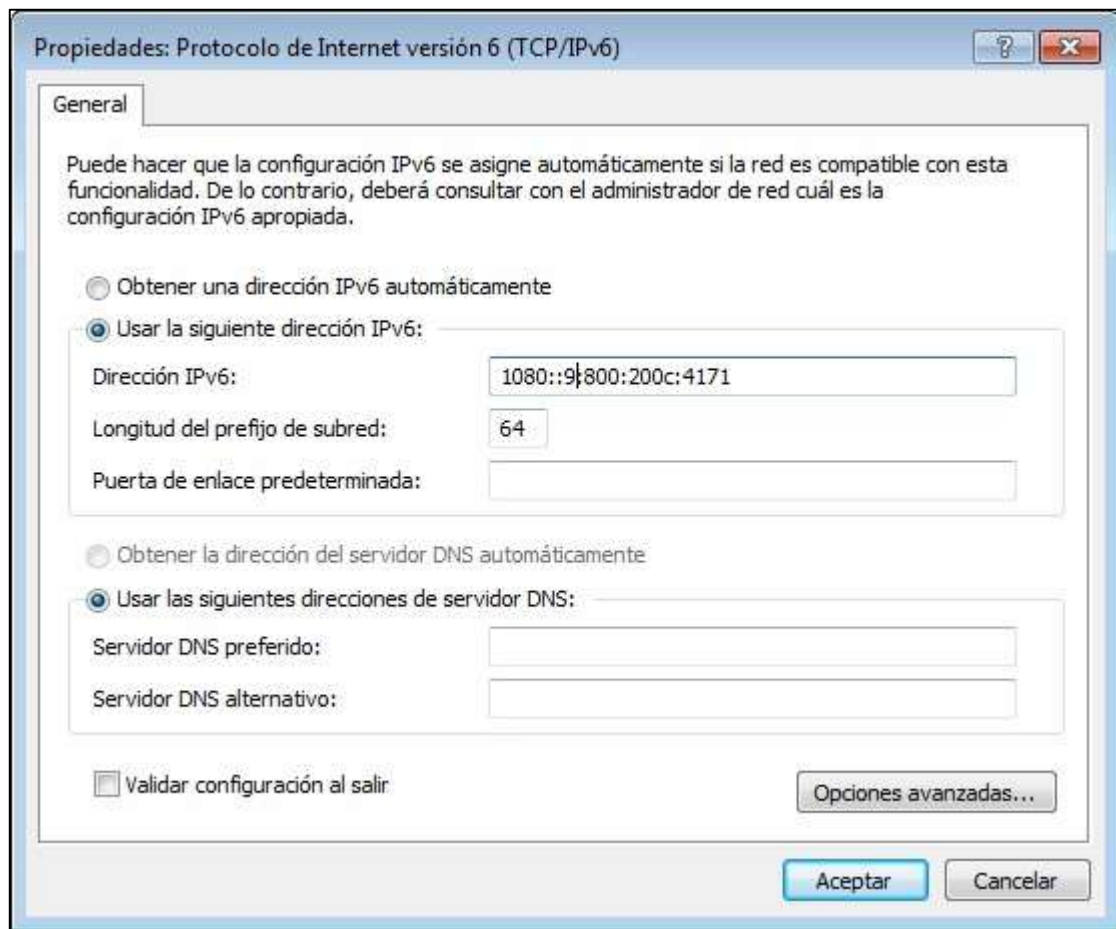 Propiedades: Protocolo de Internet versión 6 (TCP/IPv6)
General
Puede hacer que la configuración IPv6 se asigne automáticamente si la red es compatible con esta
funcionalidad. De lo contrario, deberá consultar con el administrador de red cuál es la
configuración IPv6 apropiada.
Obtener una dirección IPv6 automáticamente
Usar la siguiente dirección IPv6:
Dirección IPv6: 1080::9:800:200c:4171
Longitud del prefijo de subred: 64
Puerta de enlace predeterminada:
Obtener la dirección del servidor DNS automáticamente
Usar las siguientes direcciones de servidor DNS:
Servidor DNS preferido:
Servidor DNS alternativo:
Validar configuración al salir
Opciones avanzadas...
Aceptar Cancelar